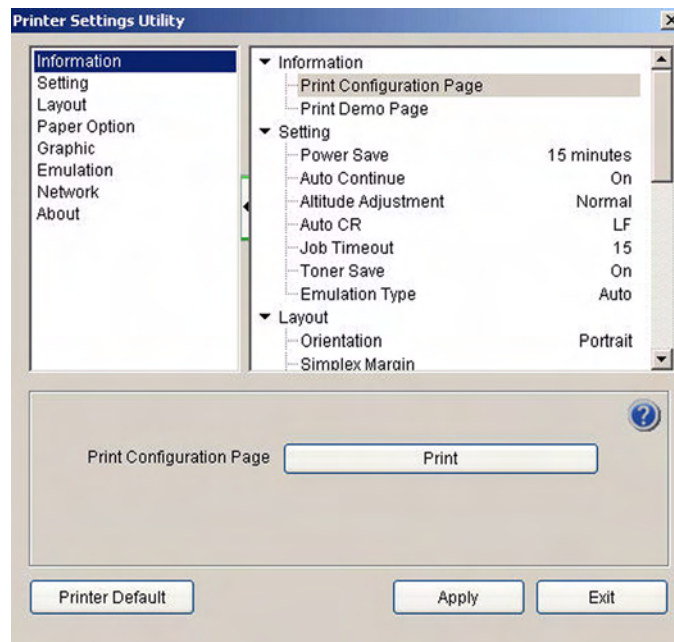 Printer Settings Utility
Information
Setting
Layout
Paper Option
Graphic
Emulation
Network
About
Information
Print Configuration Page
Print Demo Page
Setting
Power Save 15 minutes
Auto Continue On
Altitude Adjustment Normal
Auto CR LF
Job Timeout 15
Toner Save On
Emulation Type Auto
Layout
Orientation Portrait
Simplex Margin
Print Configuration Page Print
Printer Default Apply Exit